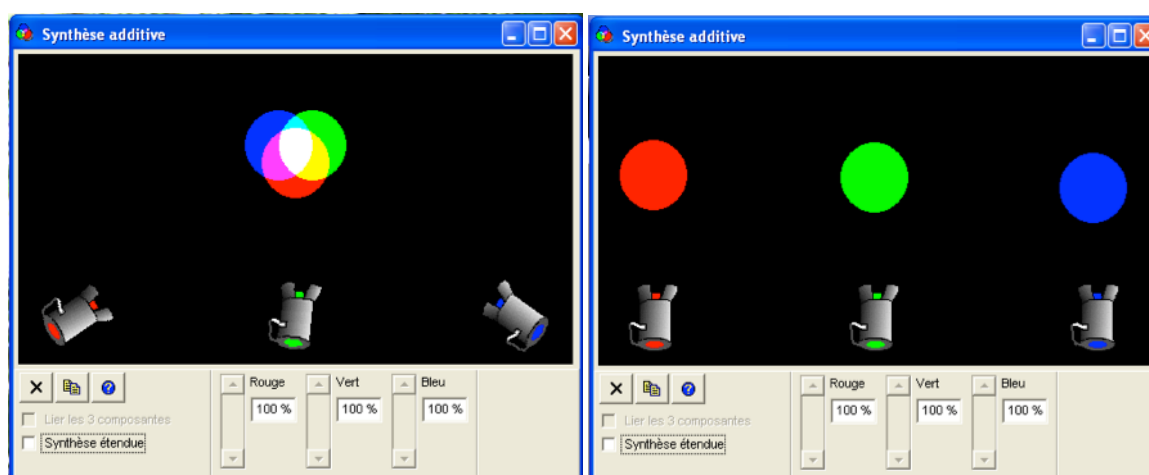 Synthèse additive
Rouge Vert Bleu
100 % 100 % 100 %
Lier les 3 composantes
Synthèse étendue
Synthèse additive
Rouge Vert Bleu
100 % 100 % 100 %
Lier les 3 composantes
Synthèse étendue